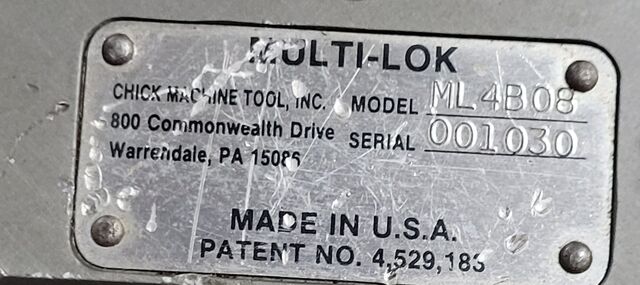 MULTI-LOK
CHICK MACHINE TOOL, INC. MODEL ML4B08
800 Commonwealth Drive SERIAL 001030
Warrendale, PA 15086
MADE IN U.S.A.
PATENT NO. 4,529,183